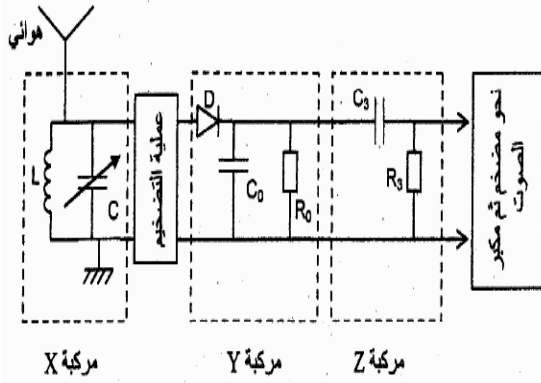 هوائي
L
C
عملية التضخيم
D
C₀
R₀
C₃
R₃
نحو مضخم ثم مكبر
الصوت
مركبة X
مركبة Y
مركبة Z